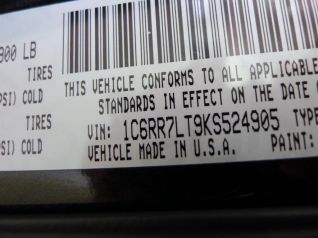 900 LB
TIRES
THIS VEHICLE CONFORMS TO ALL
PSI) COLD
STANDARDS IN EFFECT ON THE DATE
TIRES
VIN: 1C6RR7LT9KS524905 TYPE
PSI) COLD
VEHICLE MADE IN U.S.A. PAINT: